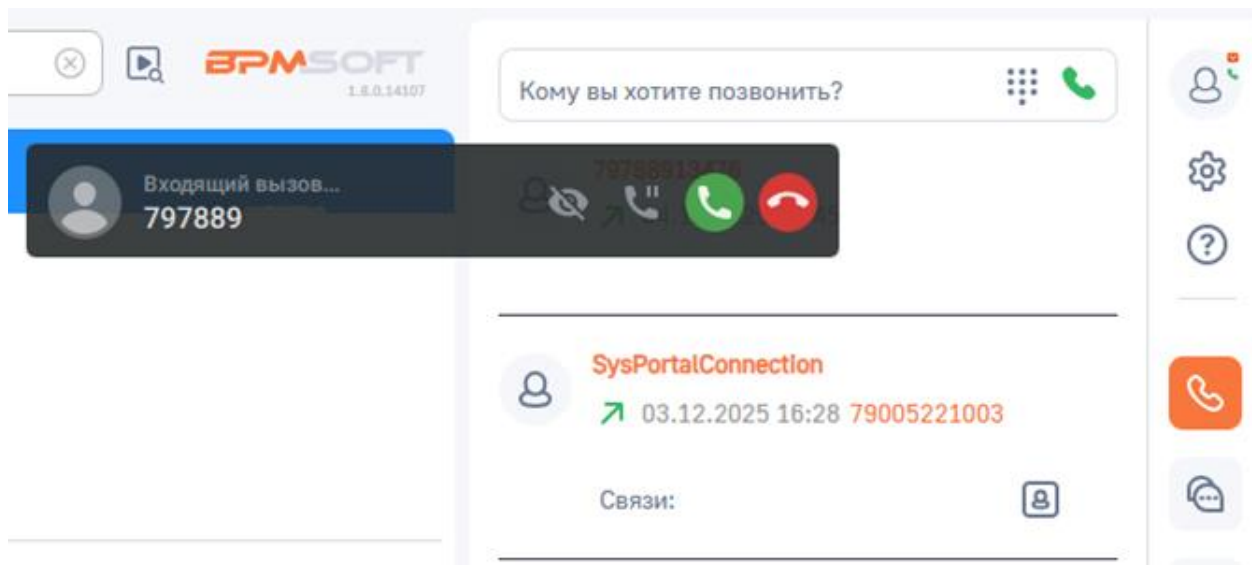 BPMSOFT
1.8.0.14107
Кому вы хотите позвонить?
Входящий вызов...
797889
SysPortalConnection
03.12.2025 16:28 79005221003
Связи: